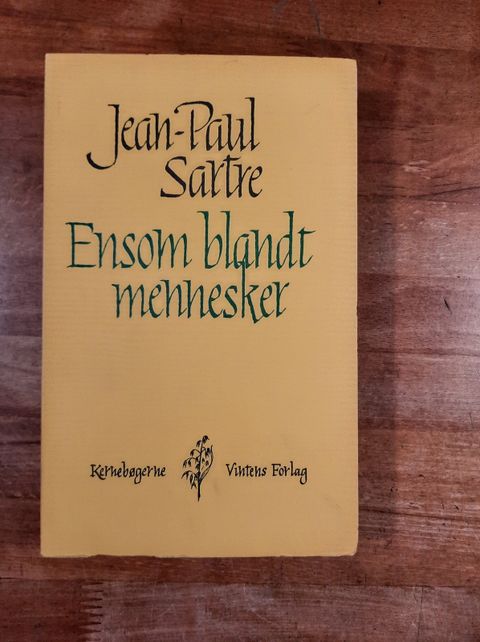 Jean-Paul
Sartre
Ensom blandt
mennesker
Kernebøgerne Vintens Forlag